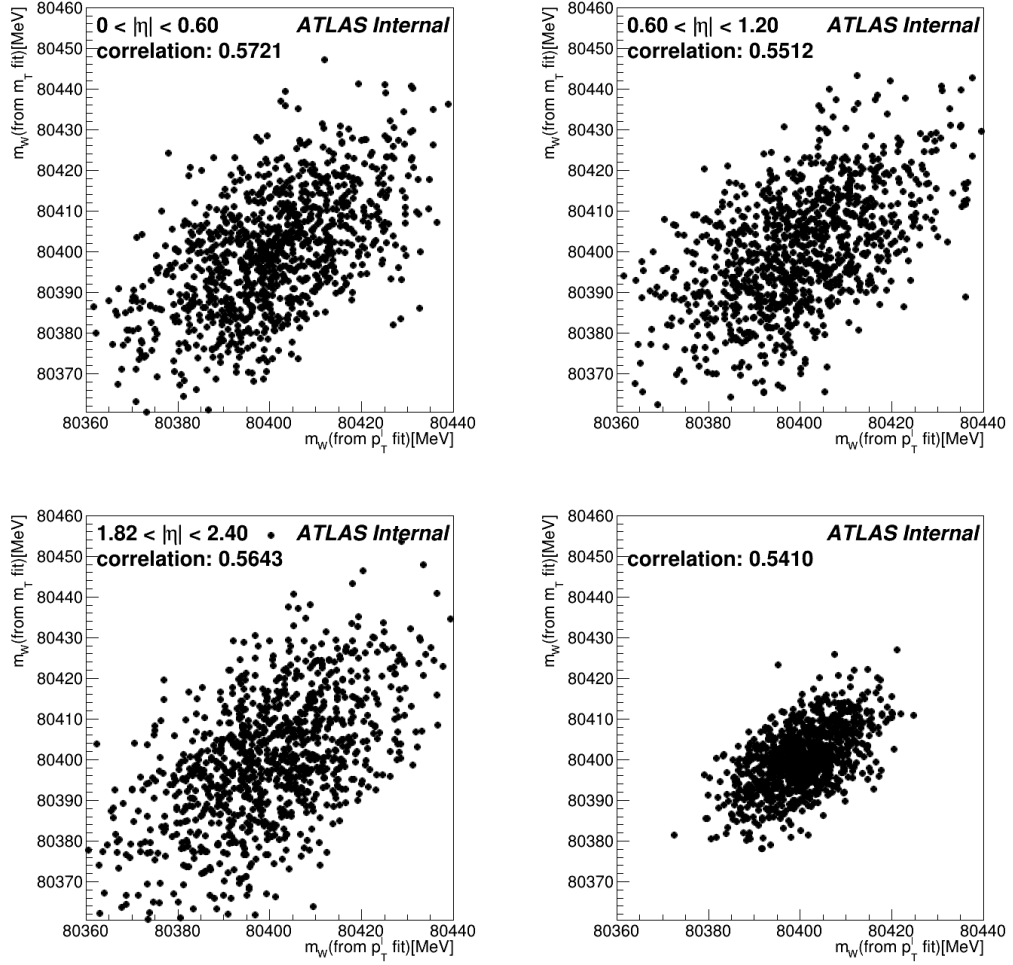 0 < |η| < 0.60 ATLAS Internal
correlation: 0.5721
m_W(from m_T fit)[MeV]
80460
80450
80440
80430
80420
80410
80400
80390
80380
80370
80360 80380 80400 80420 80440
m_W(from p_T^l fit)[MeV]
0.60 < |η| < 1.20 ATLAS Internal
correlation: 0.5512
m_W(from m_T fit)[MeV]
80460
80450
80440
80430
80420
80410
80400
80390
80380
80370
80360 80380 80400 80420 80440
m_W(from p_T^l fit)[MeV]
1.82 < |η| < 2.40 ATLAS Internal
correlation: 0.5643
m_W(from m_T fit)[MeV]
80460
80450
80440
80430
80420
80410
80400
80390
80380
80370
80360 80380 80400 80420 80440
m_W(from p_T^l fit)[MeV]
ATLAS Internal
correlation: 0.5410
m_W(from m_T fit)[MeV]
80460
80450
80440
80430
80420
80410
80400
80390
80380
80370
80360 80380 80400 80420 80440
m_W(from p_T^l fit)[MeV]